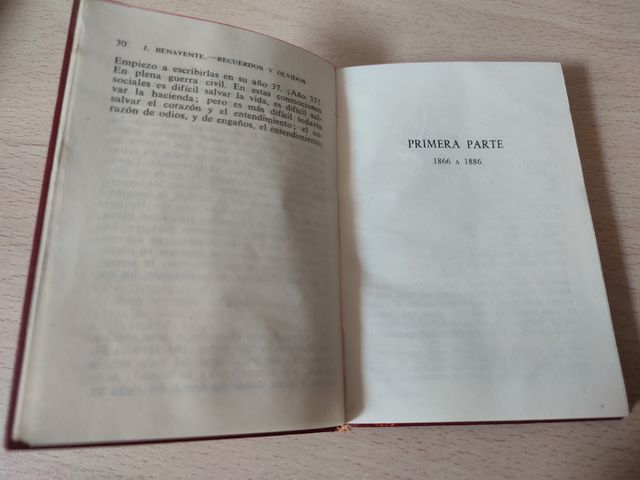 30 J. BENAVENTE.—RECUERDOS Y OLVIDOS
Empiezo a escribirlas en su año 37. ¡Año 37!
En plena guerra civil. En estas conmociones
sociales es difícil salvar la vida, es difícil sal-
var la hacienda; pero es más difícil todavía
salvar el corazón y el entendimiento; el co-
razón de odios, y de engaños, el entendimiento.
PRIMERA PARTE
1866 A 1886